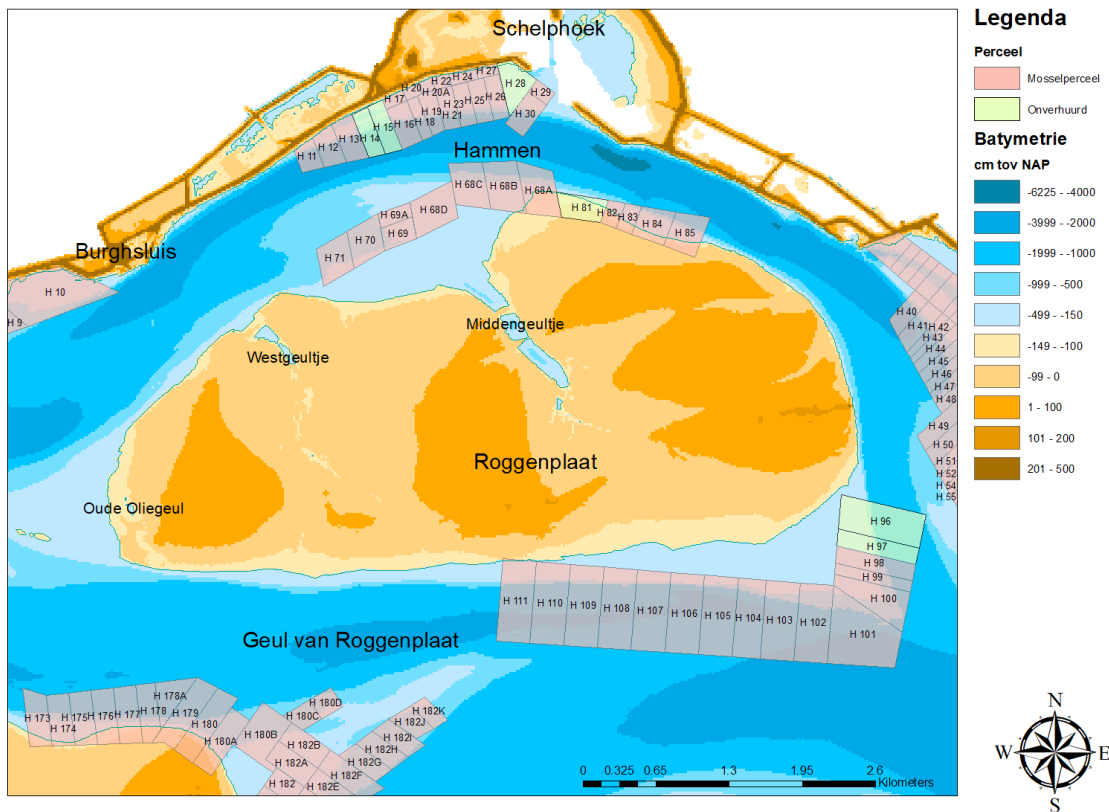 Schelphoek
H 27
H 24
H 22
H 20
H 20A
H 17
H 28
H 29
H 25
H 26
H 23
H 19
H 21
H 30
H 18
H 16
H 15
H 14
H 13
H 12
H 11
Hammen
H 68C
H 68B
H 68A
H 68D
H 69A
H 69
H 70
H 71
H 81
H 82
H 83
H 84
H 85
Burghsluis
H 10
H 9
Middengeultje
Westgeultje
H 40
H 41
H 42
H 43
H 44
H 45
H 46
H 47
H 48
H 49
H 50
H 51
H 52
H 54
H 55
Roggenplaat
Oude Oliegeul
H 96
H 97
H 98
H 99
H 100
H 101
H 111
H 110
H 109
H 108
H 107
H 106
H 105
H 104
H 103
H 102
Geul van Roggenplaat
H 173
H 174
H 175
H 176
H 177
H 178
H 178A
H 179
H 180
H 180A
H 180B
H 180C
H 180D
H 182K
H 182J
H 182I
H 182H
H 182G
H 182F
H 182E
H 182B
H 182A
H 182
0 0.325 0.65 1.3 1.95 2.6
Kilometers
Legenda
Perceel
Mosselperceel
Onverhuurd
Batymetrie
cm tov NAP
-6225 - -4000
-3999 - -2000
-1999 - -1000
-999 - -500
-499 - -150
-149 - -100
-99 - 0
1 - 100
101 - 200
201 - 500
N
W E
S